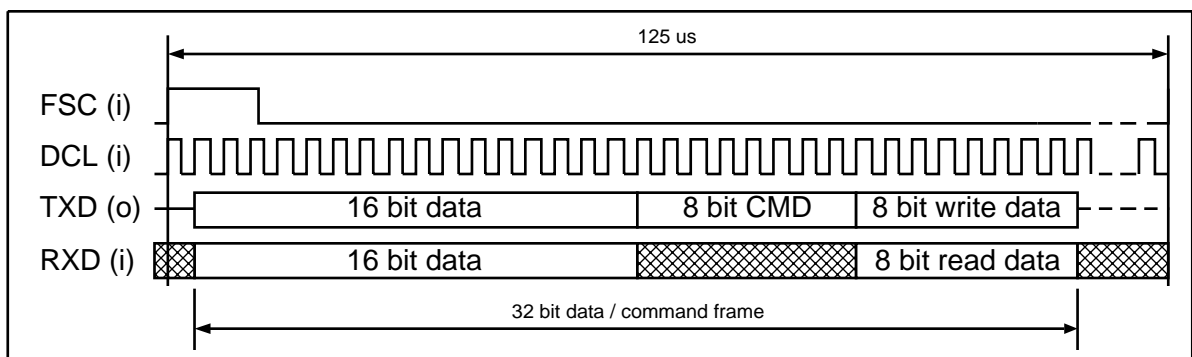 125 us
FSC (i)
DCL (i)
TXD (o) 16 bit data 8 bit CMD 8 bit write data
RXD (i) 16 bit data 8 bit read data
32 bit data / command frame